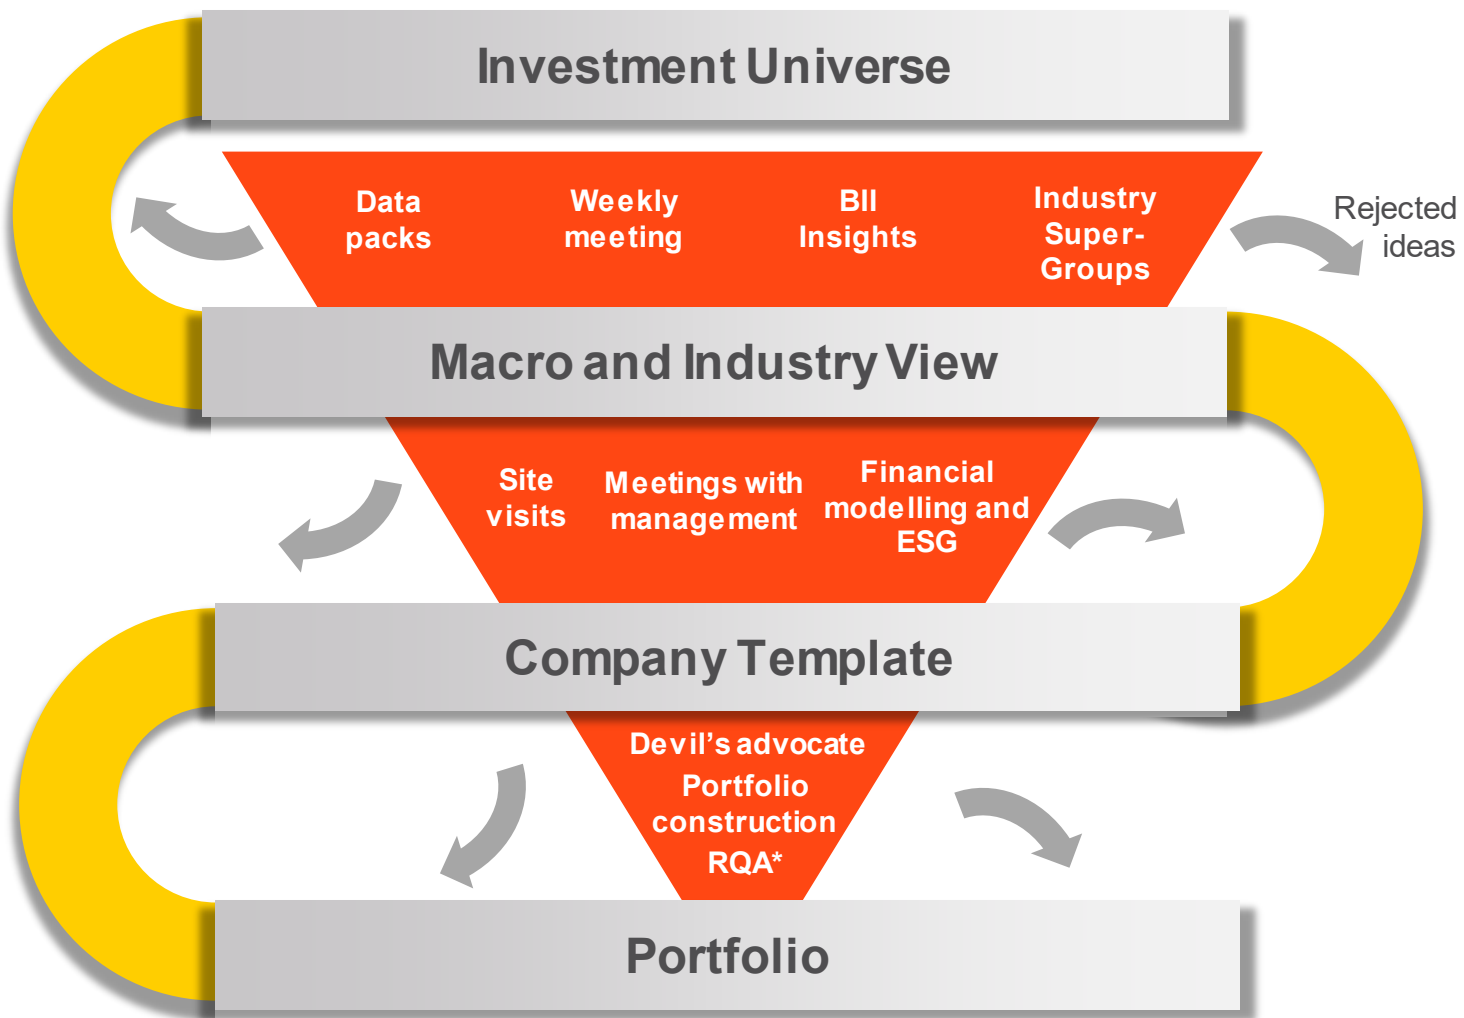 Investment Universe
Data
packs
Weekly
meeting
BII
Insights
Industry
Super-
Groups
Rejected
ideas
Macro and Industry View
Site
visits
Meetings with
management
Financial
modelling and
ESG
Company Template
Devil's advocate
Portfolio
construction
RQA*
Portfolio